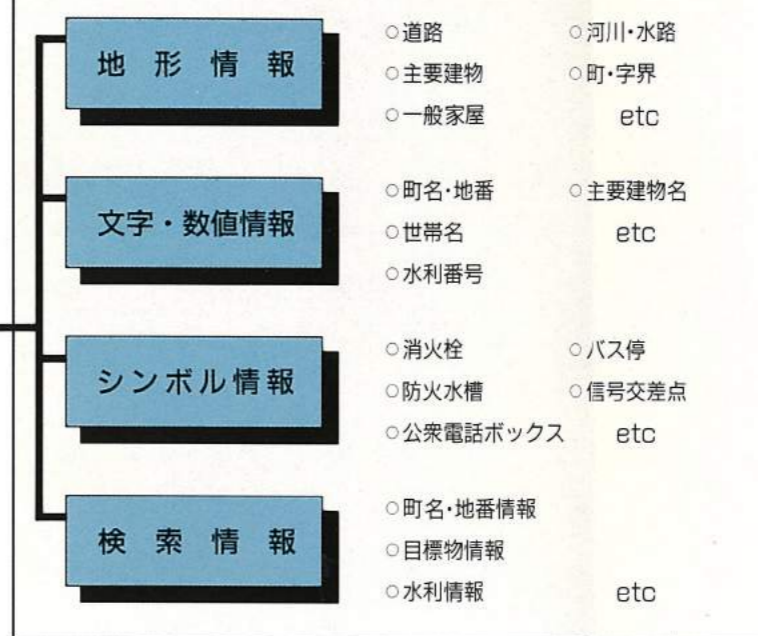 地形情報
○道路 ○河川・水路
○主要建物 ○町・字界
○一般家屋 etc
文字・数値情報
○町名・地番 ○主要建物名
○世帯名 etc
○水利番号
シンボル情報
○消火栓 ○バス停
○防火水槽 ○信号交差点
○公衆電話ボックス etc
検索情報
○町名・地番情報
○目標物情報
○水利情報 etc